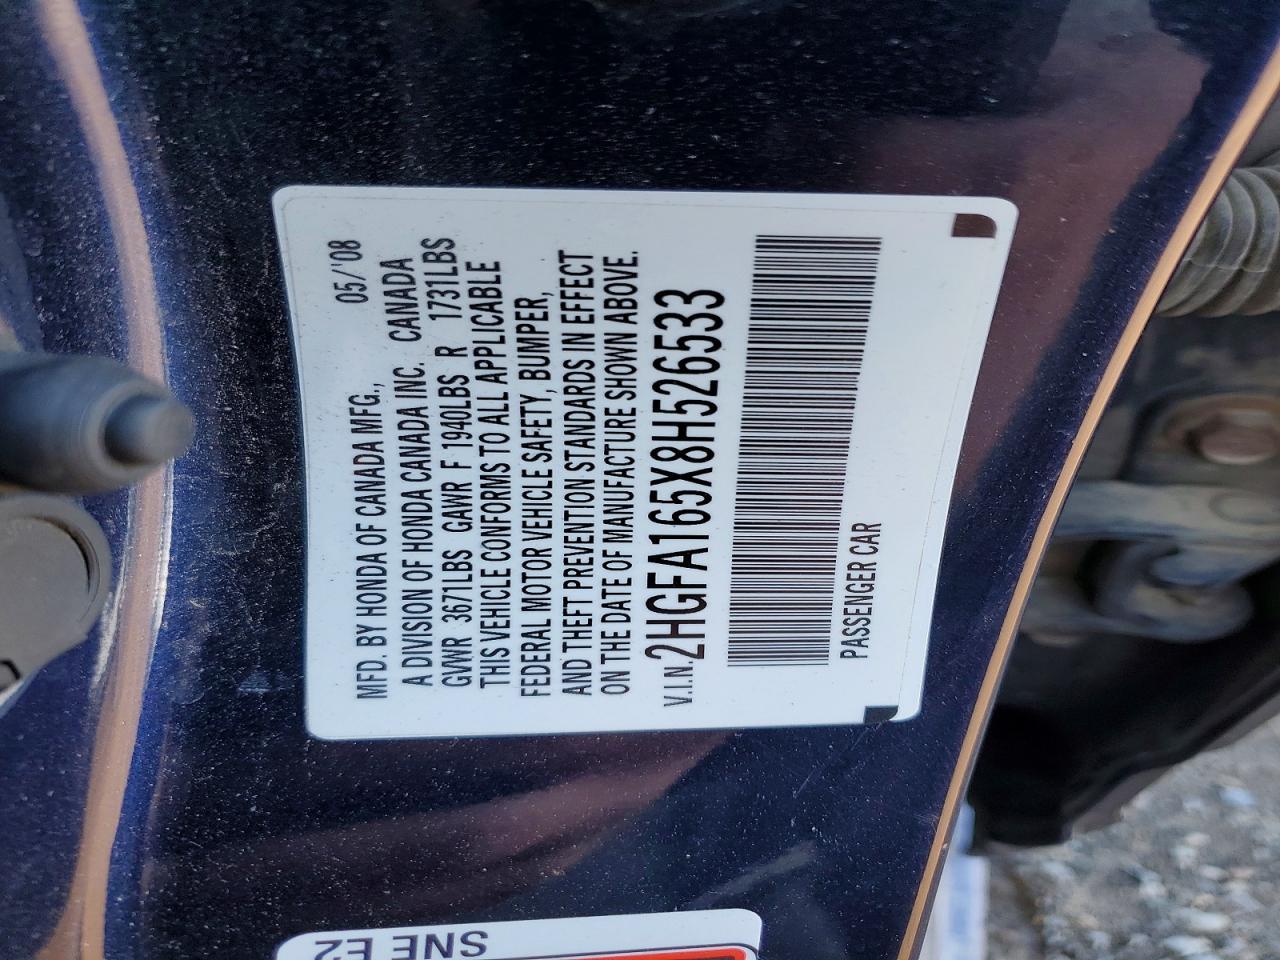 MFD. BY HONDA OF CANADA MFG., 05/'08
A DIVISION OF HONDA CANADA INC. CANADA
GVWR 3671LBS GAWR F 1940LBS R 1731LBS
THIS VEHICLE CONFORMS TO ALL APPLICABLE
FEDERAL MOTOR VEHICLE SAFETY, BUMPER,
AND THEFT PREVENTION STANDARDS IN EFFECT
ON THE DATE OF MANUFACTURE SHOWN ABOVE.
V.I.N. 2HGFA165X8H526533
PASSENGER CAR
SNE E2